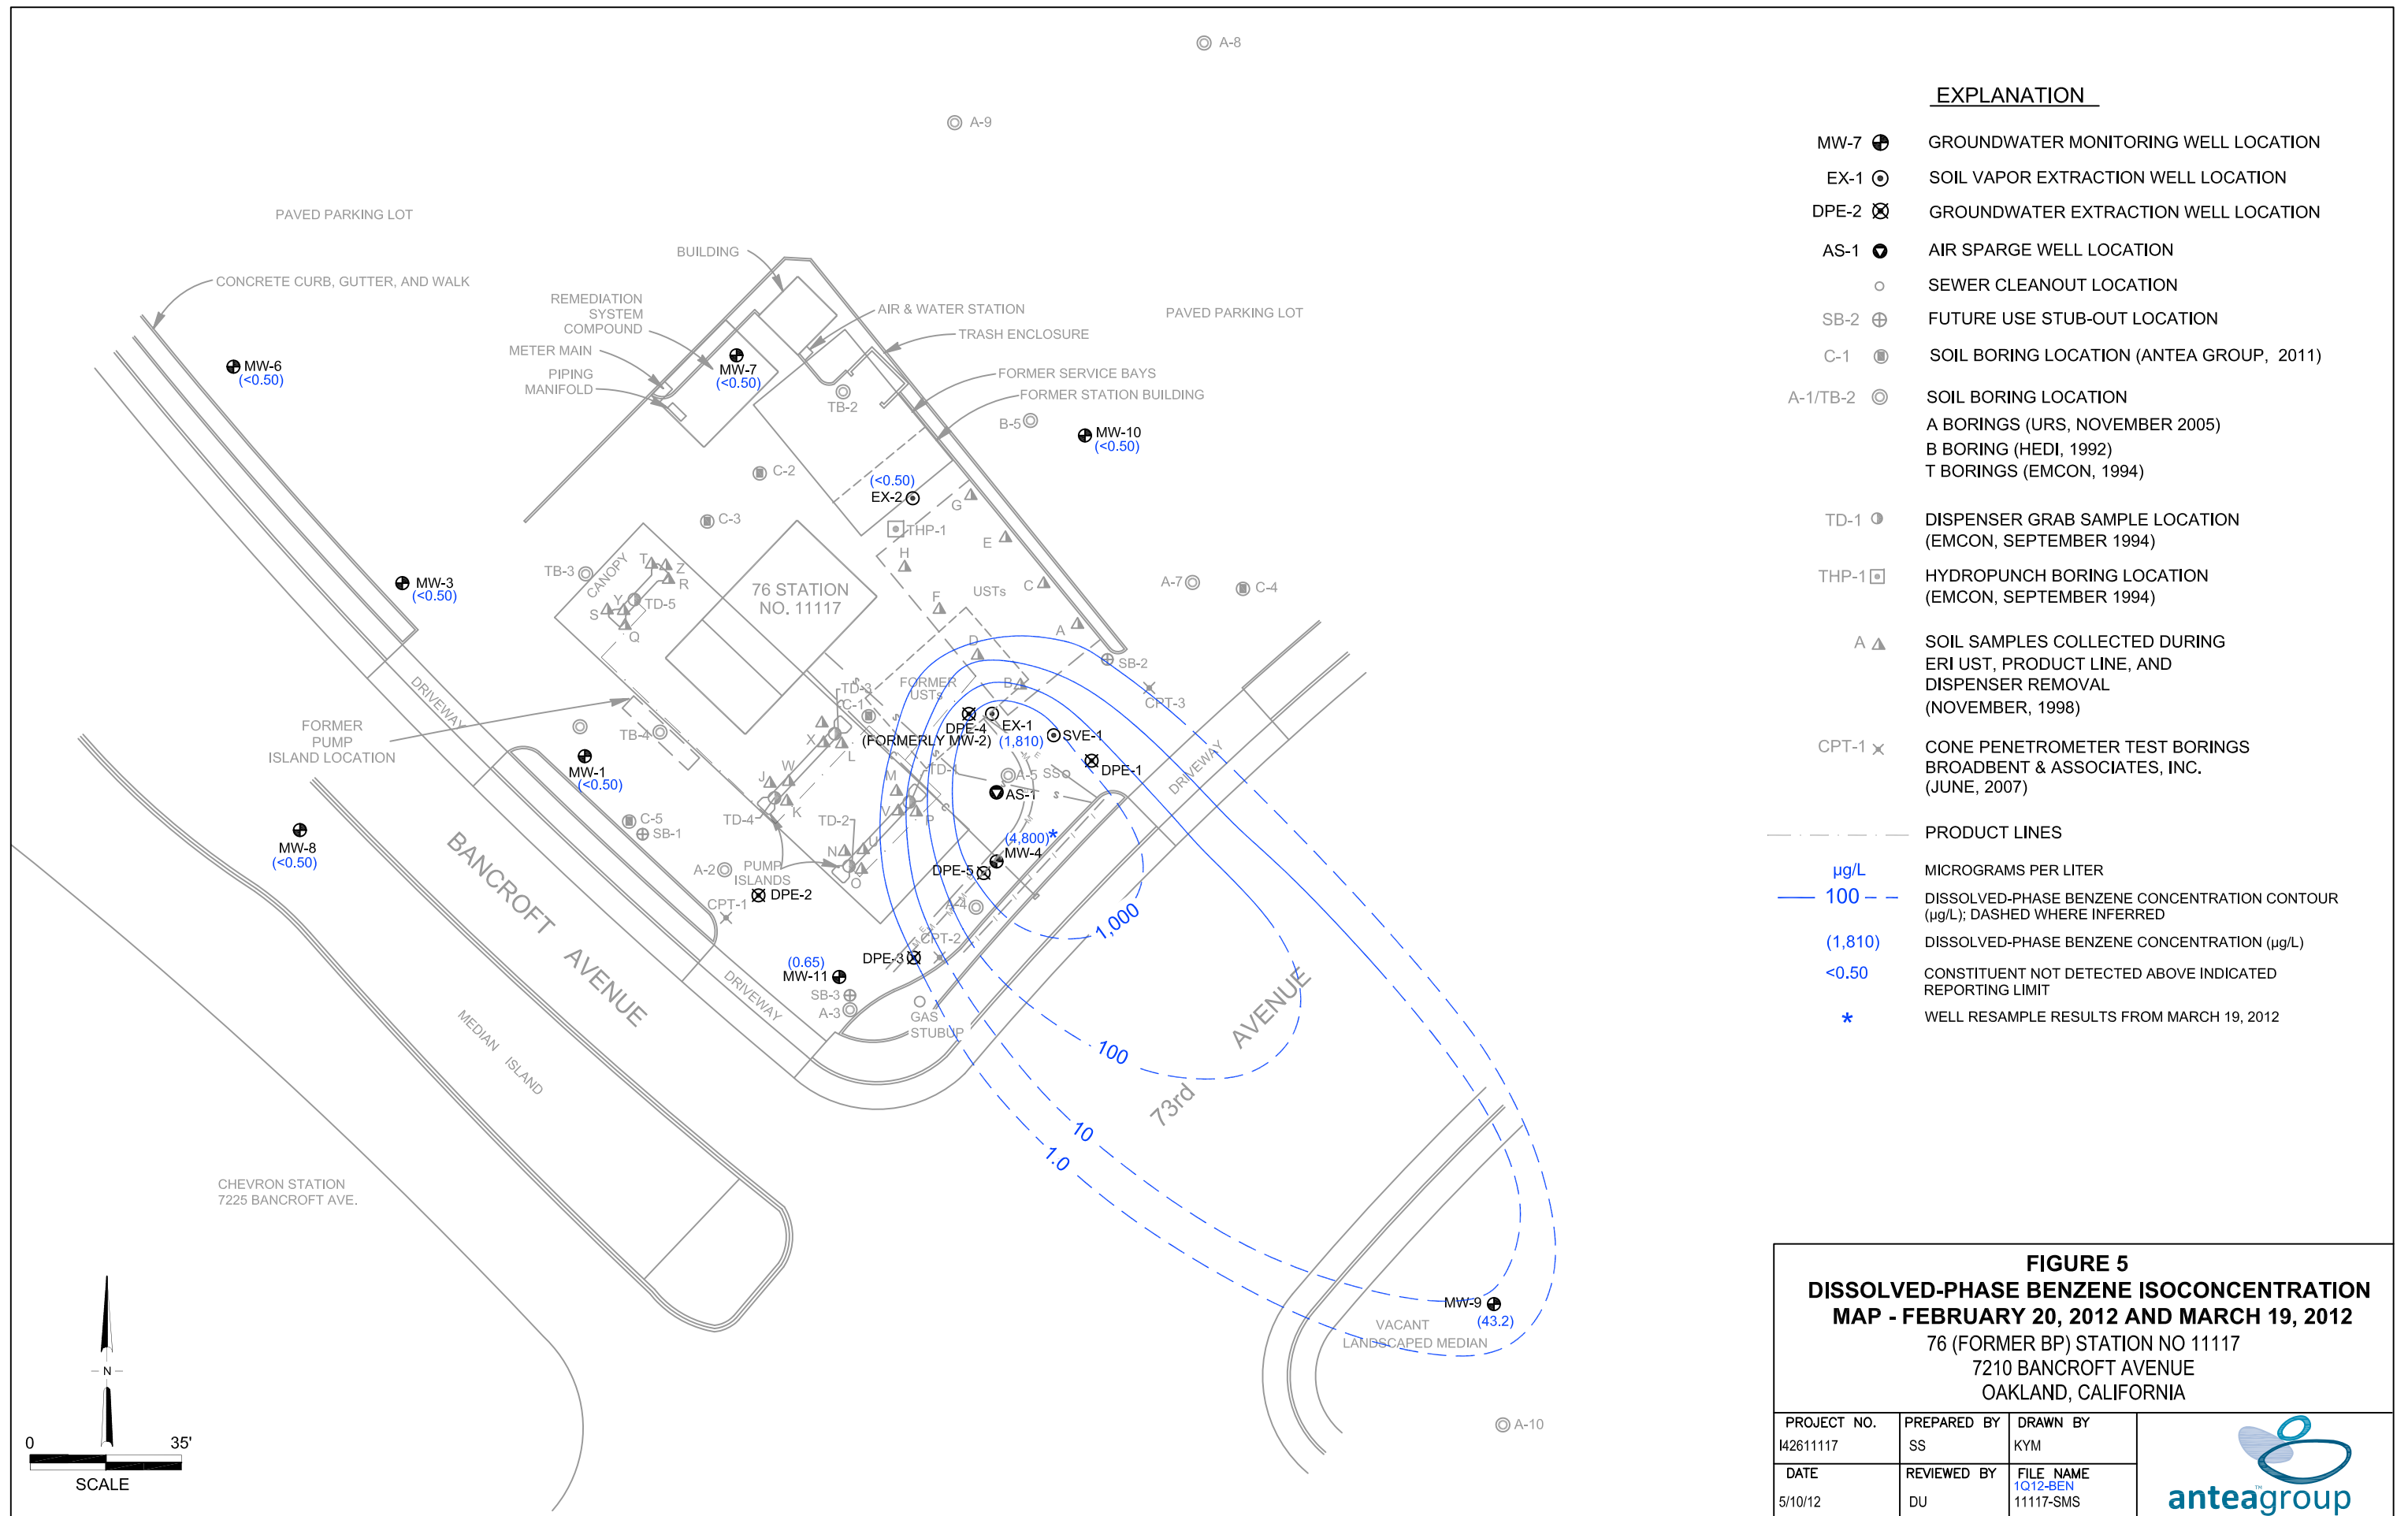 A-8
A-9
PAVED PARKING LOT
BUILDING
CONCRETE CURB, GUTTER, AND WALK
REMEDIATION
SYSTEM
COMPOUND
AIR & WATER STATION
PAVED PARKING LOT
TRASH ENCLOSURE
METER MAIN
PIPING
MANIFOLD
FORMER SERVICE BAYS
FORMER STATION BUILDING
MW-6
(<0.50)
MW-7
(<0.50)
TB-2
B-5
MW-10
(<0.50)
C-2
(<0.50)
EX-2
G
C-3
THP-1
E
H
T
Z
R
CANOPY
TB-3
76 STATION
NO. 11117
USTs
C
A-7
C-4
MW-3
(<0.50)
Y
TD-5
S
Q
F
A
D
SB-2
DRIVEWAY
TD-3
FORMER
USTs
B
CPT-3
C-1
FORMER
PUMP
ISLAND LOCATION
TB-4
DPE-4
(FORMERLY MW-2)
EX-1
(1,810)
SVE-1
X
L
DPE-1
MW-1
(<0.50)
J
W
M
TD-1
A-5
SS
DRIVEWAY
AS-1
K
V
P
C-5
SB-1
TD-4
TD-2
(4,800)*
MW-4
MW-8
(<0.50)
N
U
A-2
PUMP
ISLANDS
O
DPE-5
DPE-2
CPT-1
A-4
1,000
BANCROFT AVENUE
CPT-2
DPE-3
(0.65)
MW-11
SB-3
A-3
GAS
STUBUP
DRIVEWAY
MEDIAN ISLAND
100
73rd AVENUE
10
1.0
CHEVRON STATION
7225 BANCROFT AVE.
MW-9
(43.2)
VACANT
LANDSCAPED MEDIAN
A-10
N
0 35'
SCALE
EXPLANATION
MW-7 GROUNDWATER MONITORING WELL LOCATION
EX-1 SOIL VAPOR EXTRACTION WELL LOCATION
DPE-2 GROUNDWATER EXTRACTION WELL LOCATION
AS-1 AIR SPARGE WELL LOCATION
SEWER CLEANOUT LOCATION
SB-2 FUTURE USE STUB-OUT LOCATION
C-1 SOIL BORING LOCATION (ANTEA GROUP, 2011)
A-1/TB-2 SOIL BORING LOCATION
A BORINGS (URS, NOVEMBER 2005)
B BORING (HEDI, 1992)
T BORINGS (EMCON, 1994)
TD-1 DISPENSER GRAB SAMPLE LOCATION
(EMCON, SEPTEMBER 1994)
THP-1 HYDROPUNCH BORING LOCATION
(EMCON, SEPTEMBER 1994)
A SOIL SAMPLES COLLECTED DURING
ERI UST, PRODUCT LINE, AND
DISPENSER REMOVAL
(NOVEMBER, 1998)
CPT-1 CONE PENETROMETER TEST BORINGS
BROADBENT & ASSOCIATES, INC.
(JUNE, 2007)
PRODUCT LINES
µg/L MICROGRAMS PER LITER
100 DISSOLVED-PHASE BENZENE CONCENTRATION CONTOUR
(µg/L); DASHED WHERE INFERRED
(1,810) DISSOLVED-PHASE BENZENE CONCENTRATION (µg/L)
<0.50 CONSTITUENT NOT DETECTED ABOVE INDICATED
REPORTING LIMIT
* WELL RESAMPLE RESULTS FROM MARCH 19, 2012
FIGURE 5
DISSOLVED-PHASE BENZENE ISOCONCENTRATION
MAP - FEBRUARY 20, 2012 AND MARCH 19, 2012
76 (FORMER BP) STATION NO 11117
7210 BANCROFT AVENUE
OAKLAND, CALIFORNIA
PROJECT NO. PREPARED BY DRAWN BY
I42611117 SS KYM
DATE REVIEWED BY FILE NAME
1Q12-BEN
5/10/12 DU 11117-SMS
anteagroup